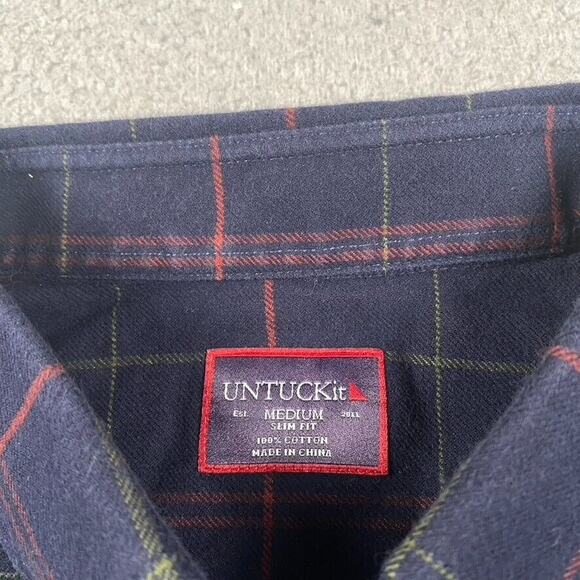 UNTUCKit
EST. MEDIUM 2011
SLIM FIT
100% COTTON
MADE IN CHINA